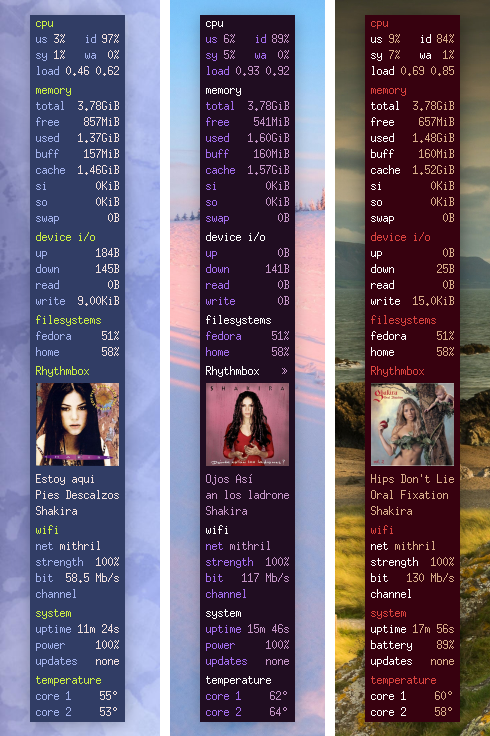 cpu
us 3% id 97%
sy 1% wa 0%
load 0.46 0.62
memory
total 3.78GiB
free 857MiB
used 1.37GiB
buff 157MiB
cache 1.46GiB
si 0KiB
so 0KiB
swap 0B
device i/o
up 184B
down 145B
read 0B
write 9.00KiB
filesystems
fedora 51%
home 58%
Rhythmbox
SHAKIRA
Estoy aqui
Pies Descalzos
Shakira
wifi
net mithril
strength 100%
bit 58.5 Mb/s
channel
system
uptime 11m 24s
power 100%
updates none
temperature
core 1 55°
core 2 53°
cpu
us 6% id 89%
sy 5% wa 0%
load 0.93 0.92
memory
total 3.78GiB
free 541MiB
used 1.60GiB
buff 160MiB
cache 1.57GiB
si 0KiB
so 0KiB
swap 0B
device i/o
up 0B
down 141B
read 0B
write 0B
filesystems
fedora 51%
home 58%
Rhythmbox »
SHAKIRA
¿Dónde están los ladrones?
Ojos Así
an los ladrone
Shakira
wifi
net mithril
strength 100%
bit 117 Mb/s
channel
system
uptime 15m 46s
power 100%
updates none
temperature
core 1 62°
core 2 64°
cpu
us 9% id 84%
sy 7% wa 1%
load 0.69 0.85
memory
total 3.78GiB
free 657MiB
used 1.48GiB
buff 160MiB
cache 1.52GiB
si 0KiB
so 0KiB
swap 0B
device i/o
up 0B
down 25B
read 0B
write 15.0KiB
filesystems
fedora 51%
home 58%
Rhythmbox
Shakira
Hips Don't Lie
Oral Fixation
Shakira
wifi
net mithril
strength 100%
bit 130 Mb/s
channel
system
uptime 17m 56s
battery 89%
updates none
temperature
core 1 60°
core 2 58°